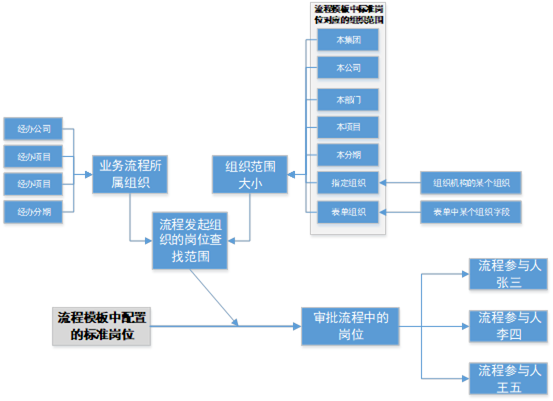 流程模板中标准岗
位对应的组织范围
本集团
本公司
本部门
本项目
本分期
指定组织
表单组织
组织机构的某个组织
表单中某个组织字段
经办公司
经办项目
经办项目
经办分期
业务流程所
属组织
组织范围
大小
流程发起组
织的岗位查
找范围
流程模板中配置
的标准岗位
审批流程中的
岗位
流程参与人
张三
流程参与人
李四
流程参与人
王五